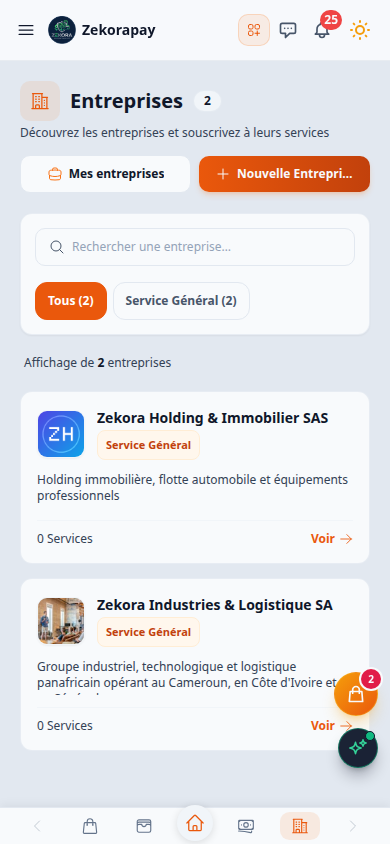 Zekorapay
25
Entreprises 2
Découvrez les entreprises et souscrivez à leurs services
Mes entreprises
Nouvelle Entrepri...
Rechercher une entreprise...
Tous (2)
Service Général (2)
Affichage de 2 entreprises
ZH
Zekora Holding & Immobilier SAS
Service Général
Holding immobilière, flotte automobile et équipements
professionnels
0 Services
Voir
Zekora Industries & Logistique SA
Service Général
Groupe industriel, technologique et logistique
panafricain opérant au Cameroun, en Côte d'Ivoire et
0 Services
Voir
2